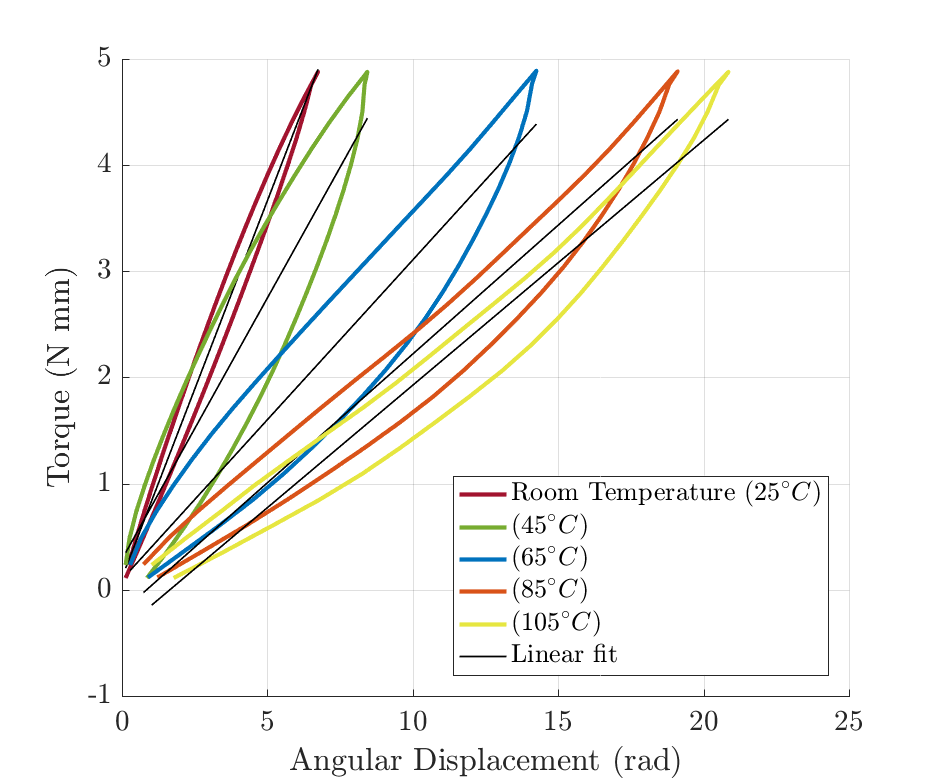 5
4
3
2
1
0
-1
Torque (N mm)
Room Temperature (25°C)
(45°C)
(65°C)
(85°C)
(105°C)
Linear fit
0 5 10 15 20 25
Angular Displacement (rad)